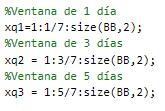 %Ventana de 1 día
xq1=1:1/7:size(BB,2);
%Ventana de 3 días
xq2 = 1:3/7:size(BB,2);
%Ventana de 5 días
xq3 = 1:5/7:size(BB,2);